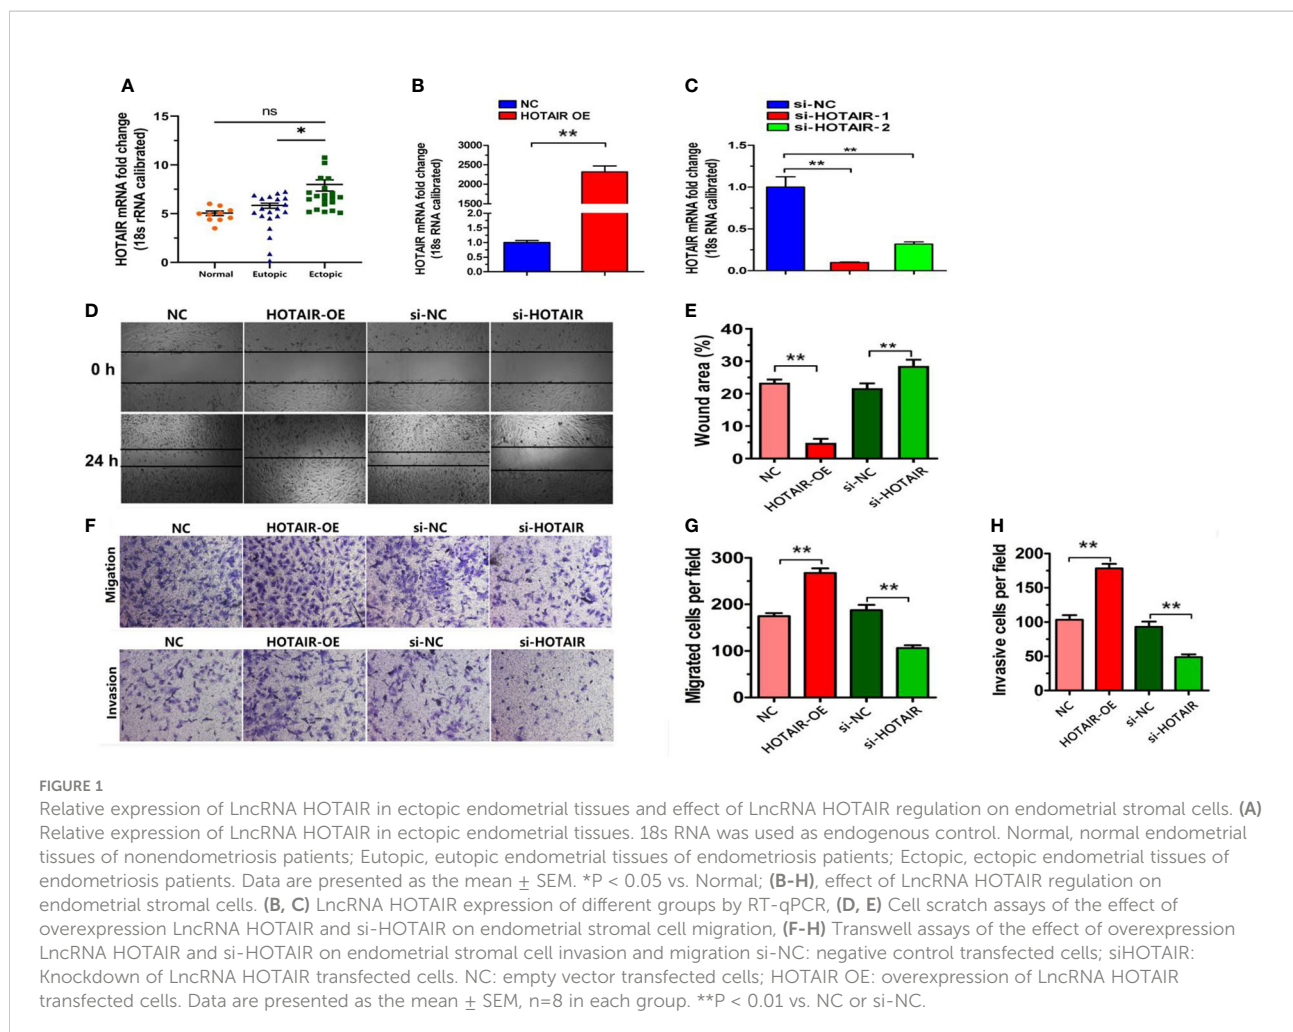 A
ns
*
HOTAIR mRNA fold change
(18s rRNA calibrated)
15
10
5
0
Normal
Eutopic
Ectopic
B
NC
HOTAIR OE
**
HOTAIR mRNA fold change
(18s RNA calibrated)
3000
2500
2000
1500
2.0
1.5
1.0
0.5
0.0
C
si-NC
si-HOTAIR-1
si-HOTAIR-2
**
**
HOTAIR mRNA fold change
(18s RNA calibrated)
1.5
1.0
0.5
0.0
D
NC
HOTAIR-OE
si-NC
si-HOTAIR
0 h
24 h
E
Wound area (%)
40
30
20
10
0
**
**
NC
HOTAIR-OE
si-NC
si-HOTAIR
F
NC
HOTAIR-OE
si-NC
si-HOTAIR
Migation
NC
HOTAIR-OE
si-NC
si-HOTAIR
Invasion
G
Migrated cells per field
300
200
100
0
**
**
NC
HOTAIR-OE
si-NC
si-HOTAIR
H
Invasive cells per field
200
150
100
50
0
**
**
NC
HOTAIR-OE
si-NC
si-HOTAIR
FIGURE 1
Relative expression of LncRNA HOTAIR in ectopic endometrial tissues and effect of LncRNA HOTAIR regulation on endometrial stromal cells. (A)
Relative expression of LncRNA HOTAIR in ectopic endometrial tissues. 18s RNA was used as endogenous control. Normal, normal endometrial
tissues of nonendometriosis patients; Eutopic, eutopic endometrial tissues of endometriosis patients; Ectopic, ectopic endometrial tissues of
endometriosis patients. Data are presented as the mean ± SEM. *P < 0.05 vs. Normal; (B-H), effect of LncRNA HOTAIR regulation on
endometrial stromal cells. (B, C) LncRNA HOTAIR expression of different groups by RT-qPCR, (D, E) Cell scratch assays of the effect of
overexpression LncRNA HOTAIR and si-HOTAIR on endometrial stromal cell migration, (F-H) Transwell assays of the effect of overexpression
LncRNA HOTAIR and si-HOTAIR on endometrial stromal cell invasion and migration si-NC: negative control transfected cells; siHOTAIR:
Knockdown of LncRNA HOTAIR transfected cells. NC: empty vector transfected cells; HOTAIR OE: overexpression of LncRNA HOTAIR
transfected cells. Data are presented as the mean ± SEM, n=8 in each group. **P < 0.01 vs. NC or si-NC.